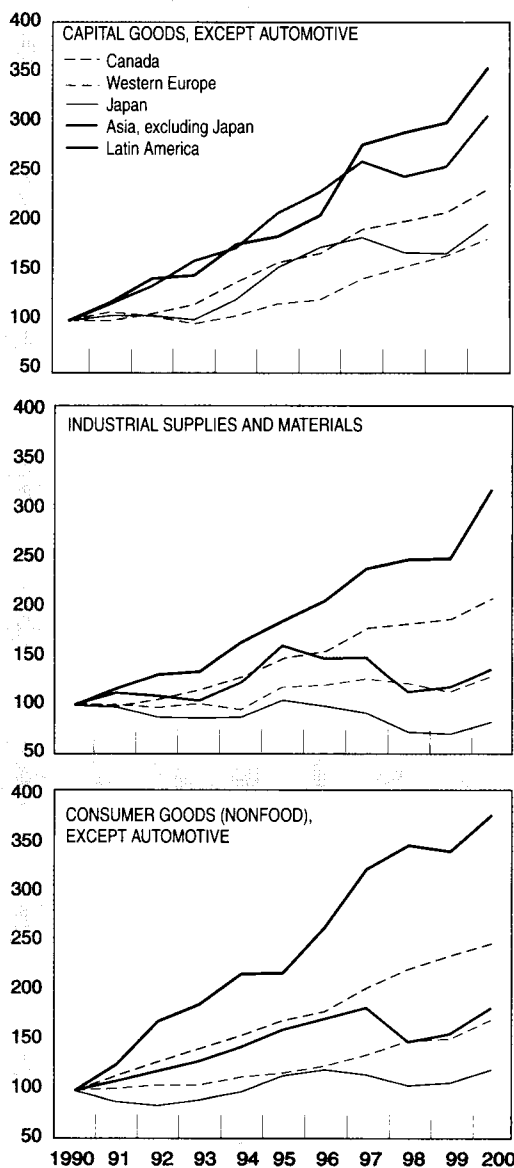 400
CAPITAL GOODS, EXCEPT AUTOMOTIVE
350
Canada
Western Europe
300
Japan
Asia, excluding Japan
250
Latin America
200
150
100
50
400
INDUSTRIAL SUPPLIES AND MATERIALS
350
300
250
200
150
100
50
400
CONSUMER GOODS (NONFOOD),
EXCEPT AUTOMOTIVE
350
300
250
200
150
100
50
1990 91 92 93 94 95 96 97 98 99 200